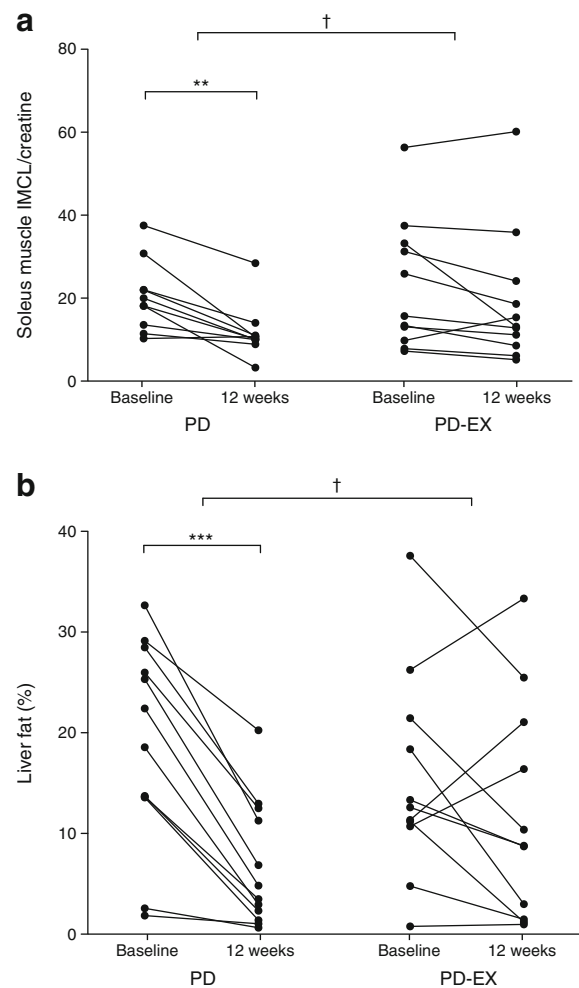 a
†
80
**
60
40
20
0
Soleus muscle IMCL/creatine
Baseline 12 weeks Baseline 12 weeks
PD PD-EX
b
†
40
***
30
20
10
0
Liver fat (%)
Baseline 12 weeks Baseline 12 weeks
PD PD-EX